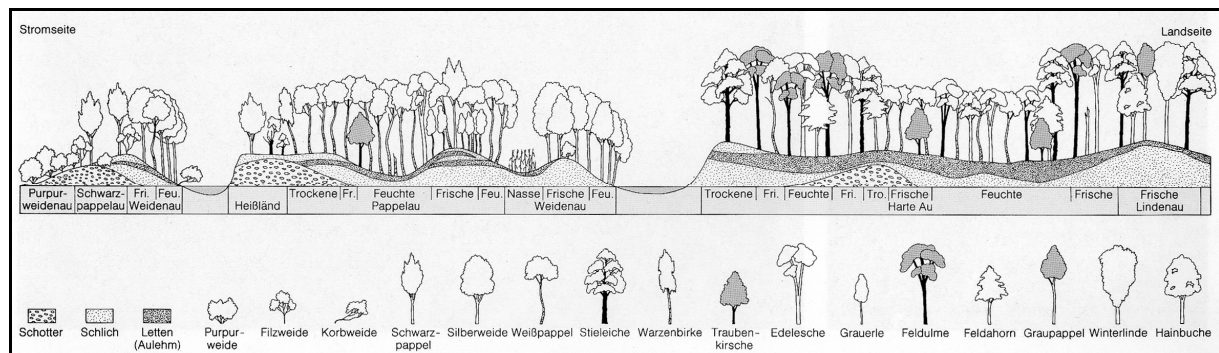 Stromseite
Landseite
Purpur-
weidenau
Schwarz-
pappelau
Fri.
Feu.
Weidenau
Heißländ
Trockene
Fr.
Feuchte
Frische
Feu.
Pappelau
Nasse
Frische
Feu.
Weidenau
Trockene
Fri.
Feuchte
Fri.
Tro.
Frische
Feuchte
Frische
Harte Au
Frische
Lindenau
Schotter
Schlich
Letten
(Aulehm)
Purpur-
weide
Filzweide
Korbweide
Schwarz-
pappel
Silberweide
Weißpappel
Stieleiche
Warzenbirke
Trauben-
kirsche
Edelesche
Grauerle
Feldulme
Feldahorn
Graupappel
Winterlinde
Hainbuche